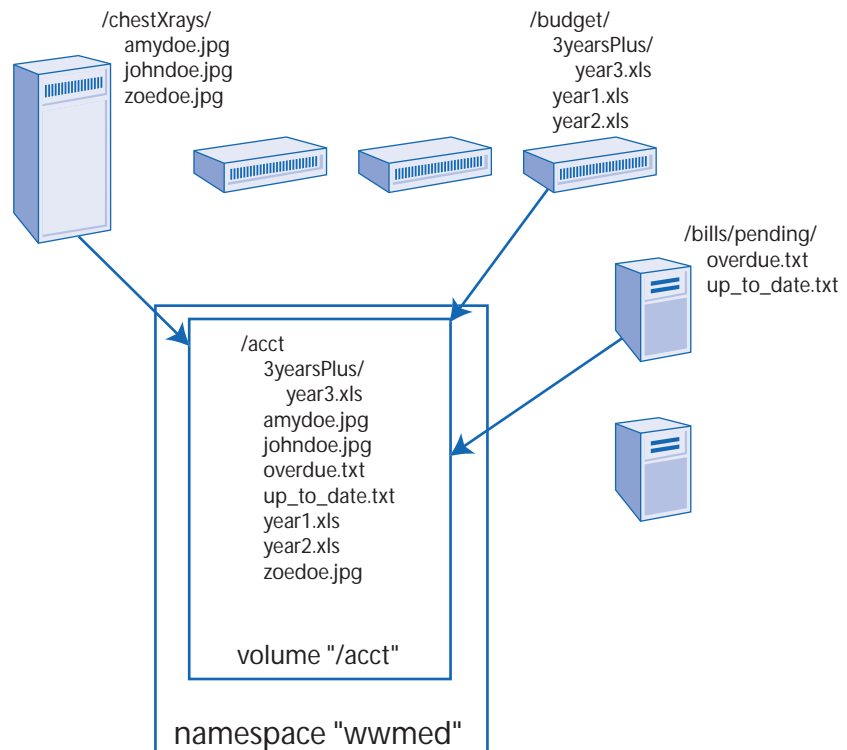 /chestXrays/
amydoe.jpg
johndoe.jpg
zoedoe.jpg
/budget/
3yearsPlus/
year3.xls
year1.xls
year2.xls
/bills/pending/
overdue.txt
up_to_date.txt
/acct
3yearsPlus/
year3.xls
amydoe.jpg
johndoe.jpg
overdue.txt
up_to_date.txt
year1.xls
year2.xls
zoedoe.jpg
volume "/acct"
namespace "wwmed"